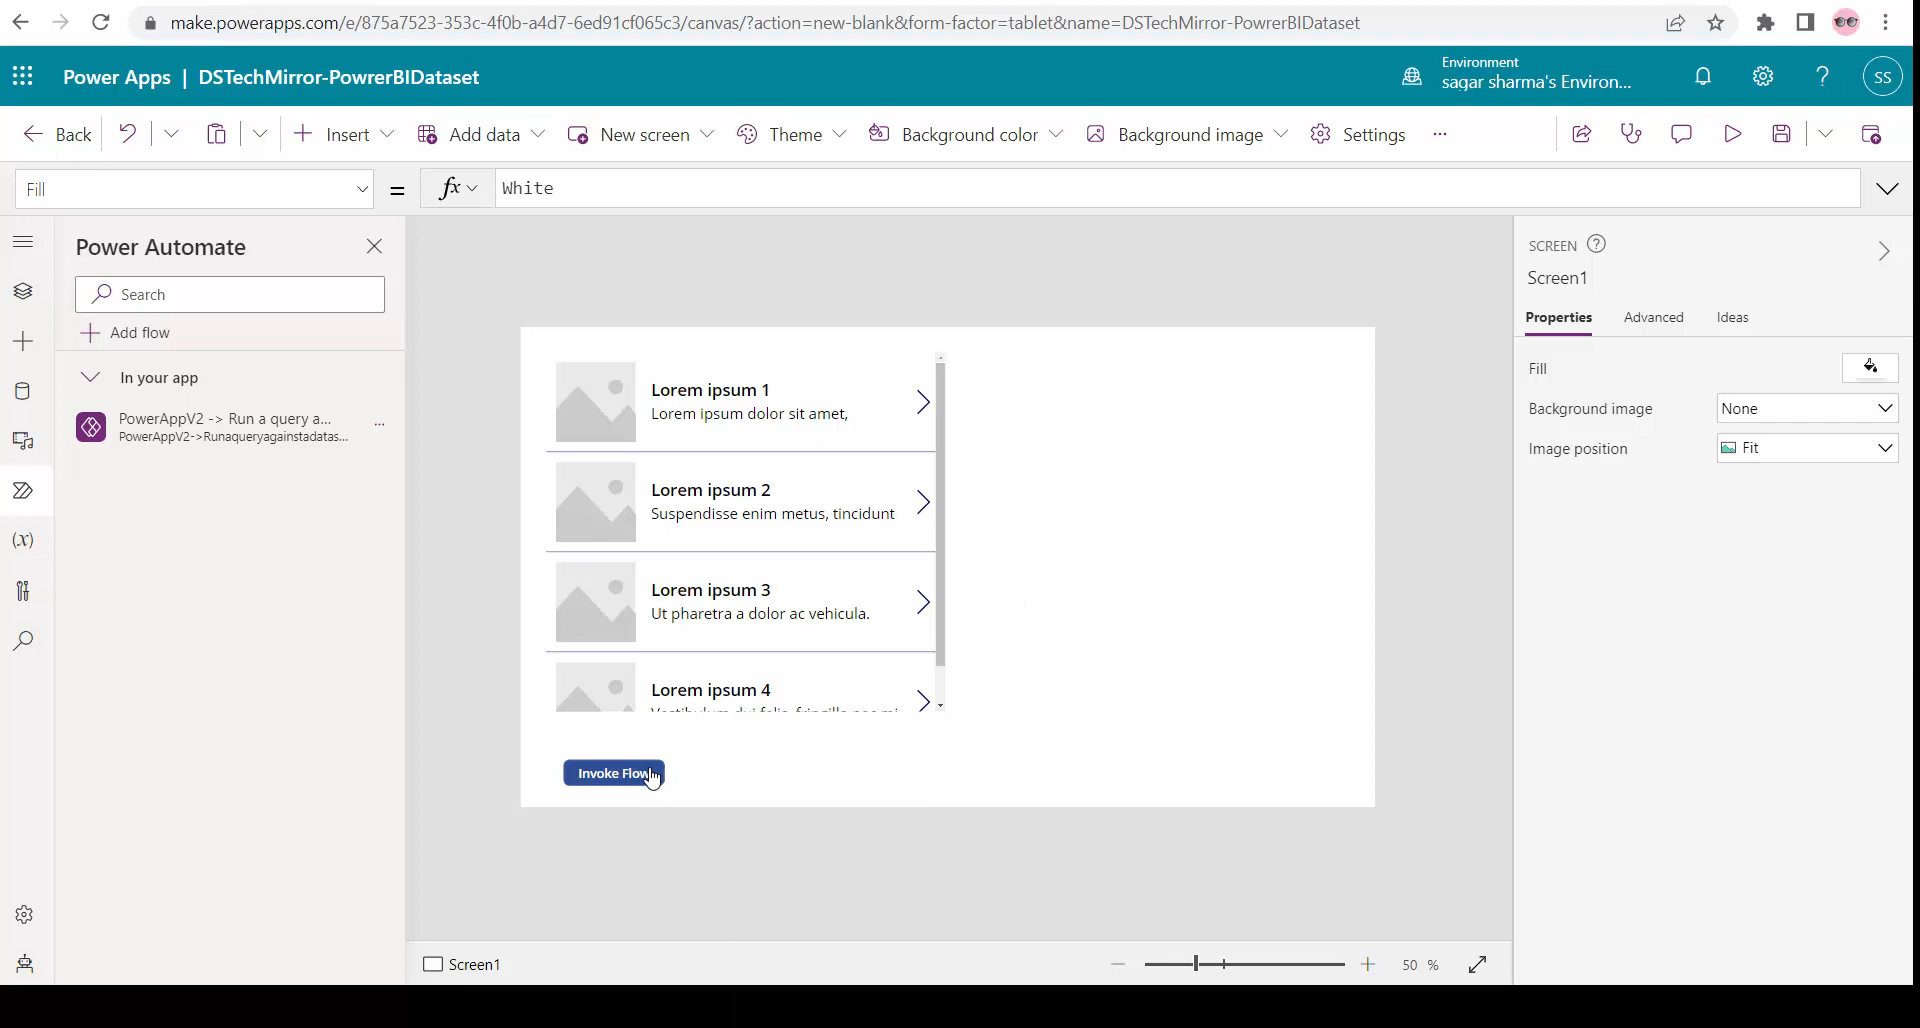 make.powerapps.com/e/875a7523-353c-4f0b-a4d7-6ed91cf065c3/canvas/?action=new-blank&form-factor=tablet&name=DSTechMirror-PowrerBIDataset
Power Apps | DSTechMirror-PowrerBIDataset
Environment
sagar sharma's Environ...
SS
Back
Insert
Add data
New screen
Theme
Background color
Background image
Settings
...
Fill
=
fx
White
Power Automate
Search
Add flow
In your app
PowerAppV2 -> Run a query a...
PowerAppV2->Runaqueryagainstadatas...
...
(x)
Lorem ipsum 1
Lorem ipsum dolor sit amet,
Lorem ipsum 2
Suspendisse enim metus, tincidunt
Lorem ipsum 3
Ut pharetra a dolor ac vehicula.
Lorem ipsum 4
Invoke Flow
SCREEN ?
Screen1
Properties
Advanced
Ideas
Fill
Background image
None
Image position
Fit
Screen1
50 %